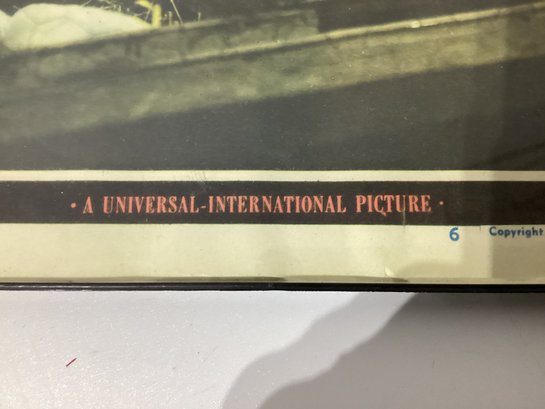 · A UNIVERSAL-INTERNATIONAL PICTURE ·
6 Copyright